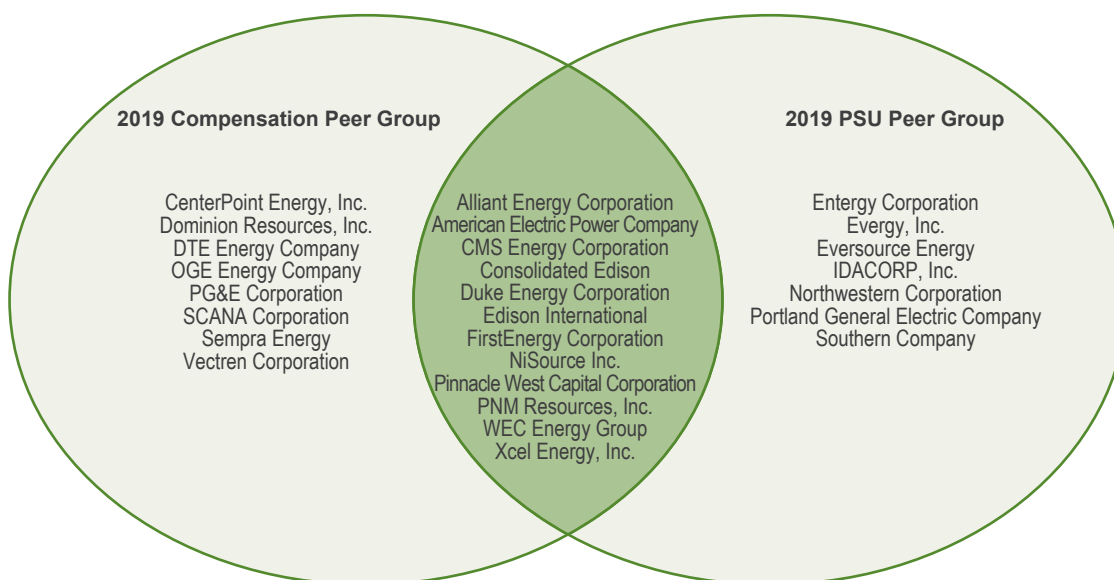 2019 Compensation Peer Group
2019 PSU Peer Group
CenterPoint Energy, Inc.
Dominion Resources, Inc.
DTE Energy Company
OGE Energy Company
PG&E Corporation
SCANA Corporation
Sempra Energy
Vectren Corporation
Alliant Energy Corporation
American Electric Power Company
CMS Energy Corporation
Consolidated Edison
Duke Energy Corporation
Edison International
FirstEnergy Corporation
NiSource Inc.
Pinnacle West Capital Corporation
PNM Resources, Inc.
WEC Energy Group
Xcel Energy, Inc.
Entergy Corporation
Evergy, Inc.
Eversource Energy
IDACORP, Inc.
Northwestern Corporation
Portland General Electric Company
Southern Company